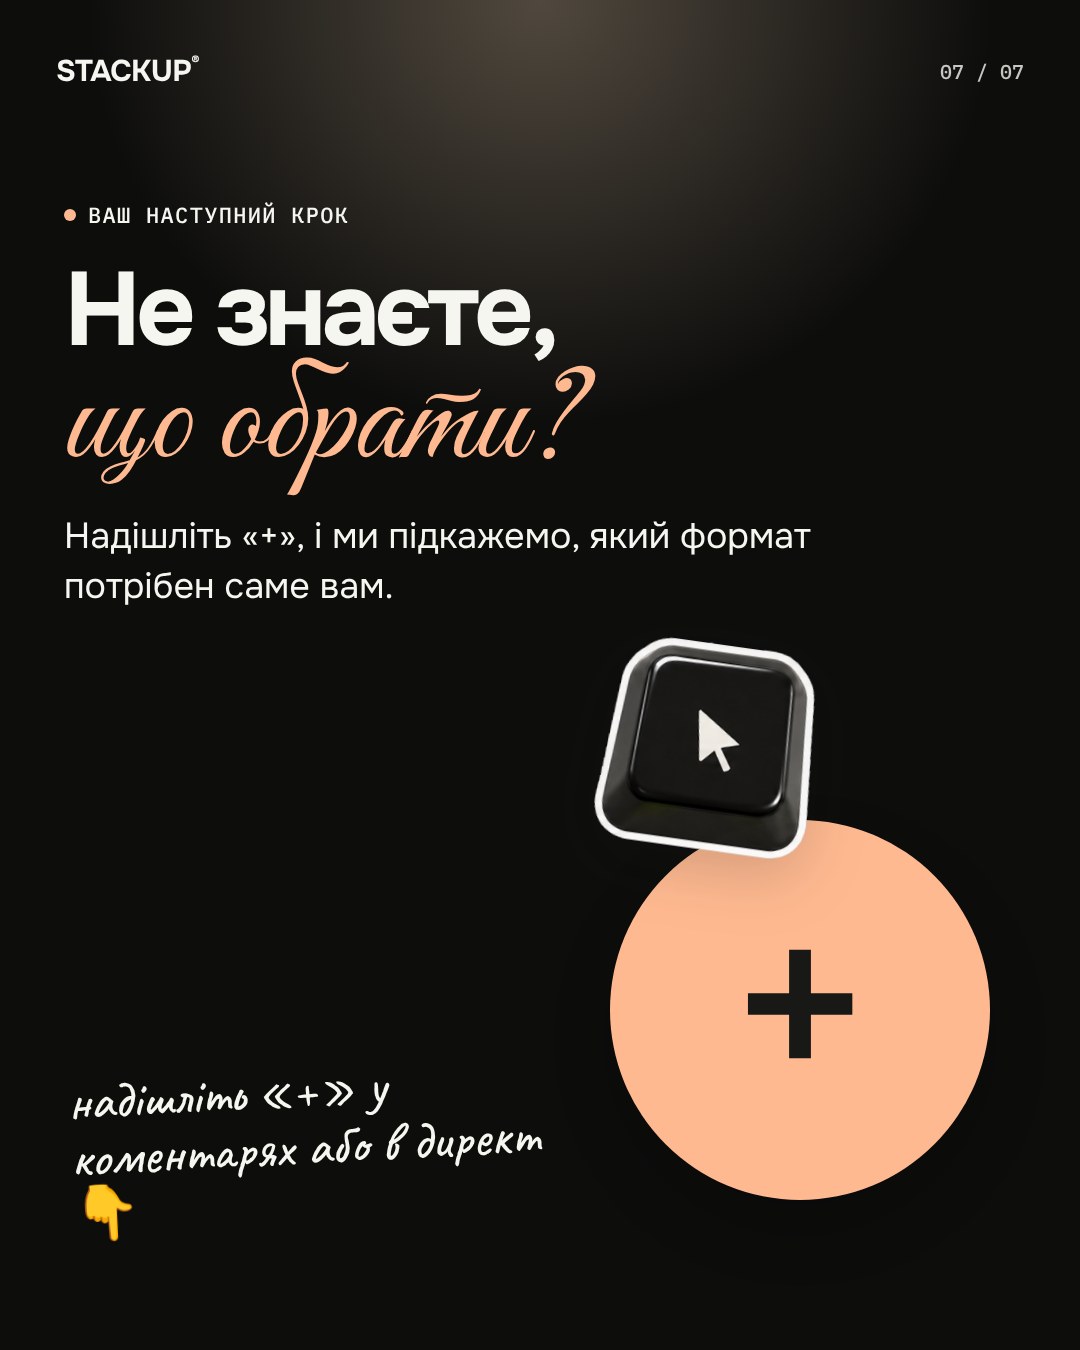 STACKUP®
07 / 07
ВАШ НАСТУПНИЙ КРОК
Не знаєте,
що обрати?
Надішліть «+», і ми підкажемо, який формат
потрібен саме вам.
+
надішліть «+» у
коментарях або в директ
👇